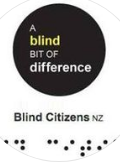 A
blind
BIT OF
difference
Blind Citizens NZ